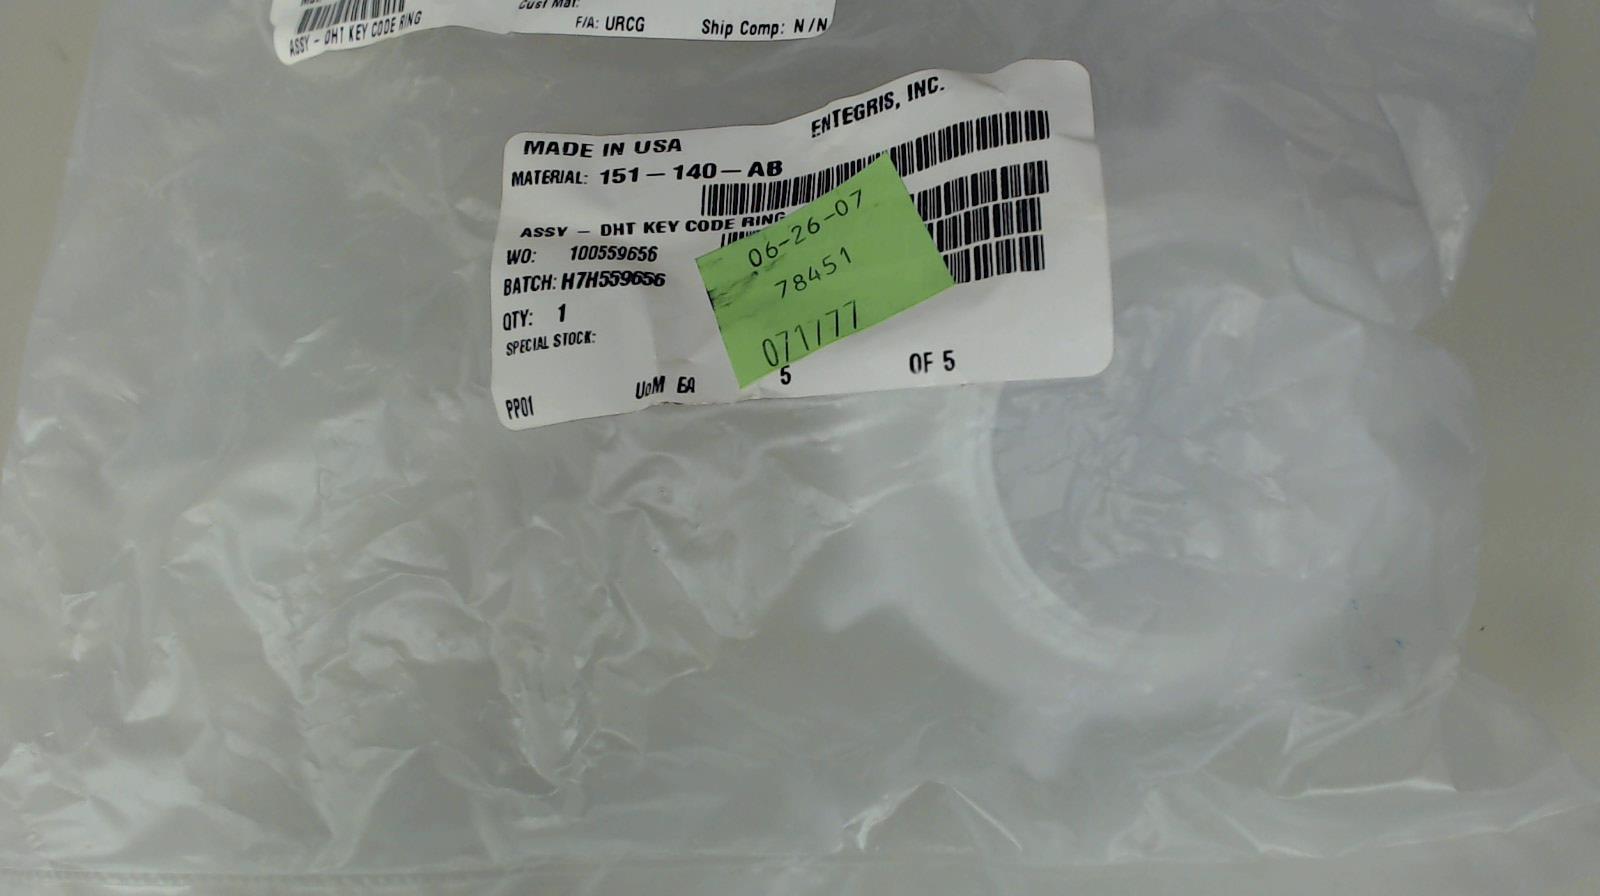 Cust Mat:
F/A: URCG
Ship Comp: N/N
ASSY - DHT KEY CODE RING
ENTEGRIS, INC.
MADE IN USA
MATERIAL: 151-140-AB
ASSY - DHT KEY CODE RING
WO: 100559656
BATCH: H7H559656
QTY: 1
SPECIAL STOCK:
UoM EA
5 OF 5
PP01
06-26-07
78451
071177